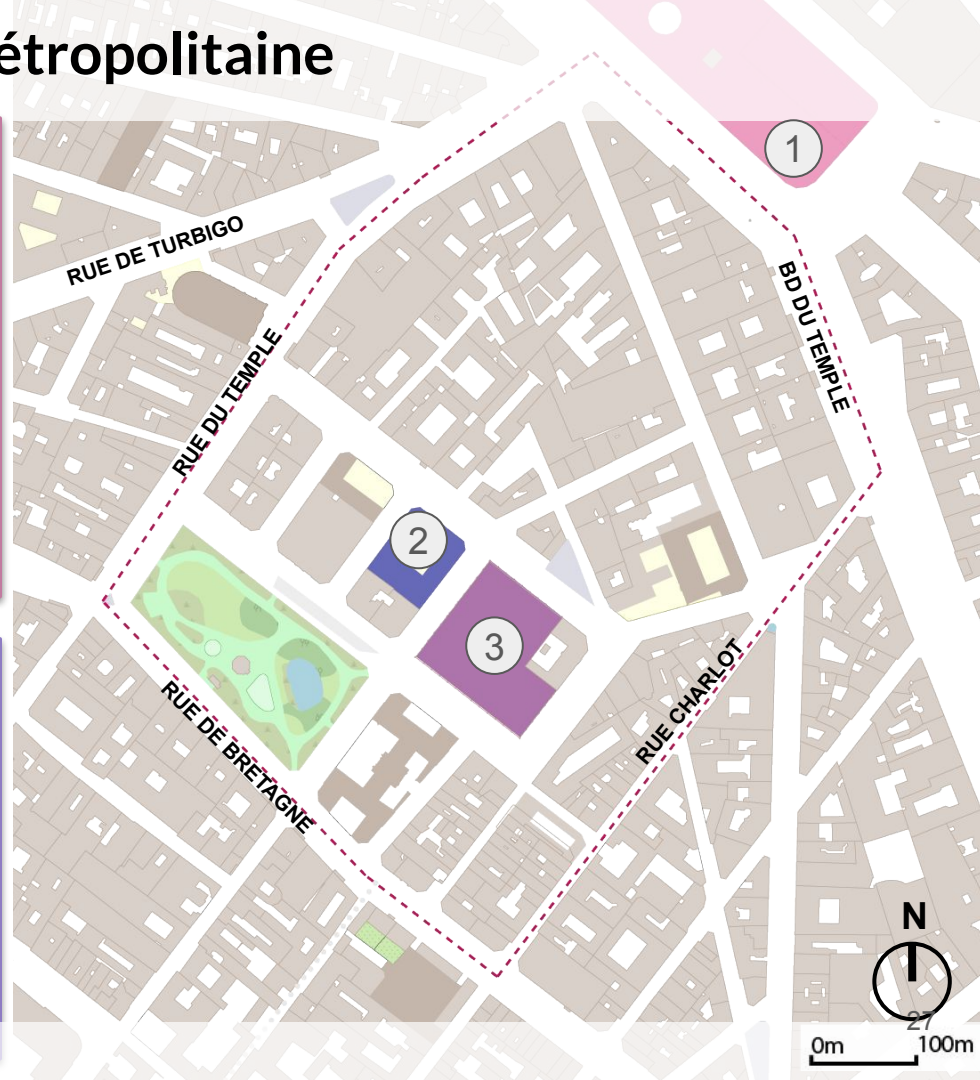 étropolitaine
1
RUE DE TURBIGO
BD DU TEMPLE
RUE DU TEMPLE
2
3
RUE CHARLOT
RUE DE BRETAGNE
N
27
0m 100m